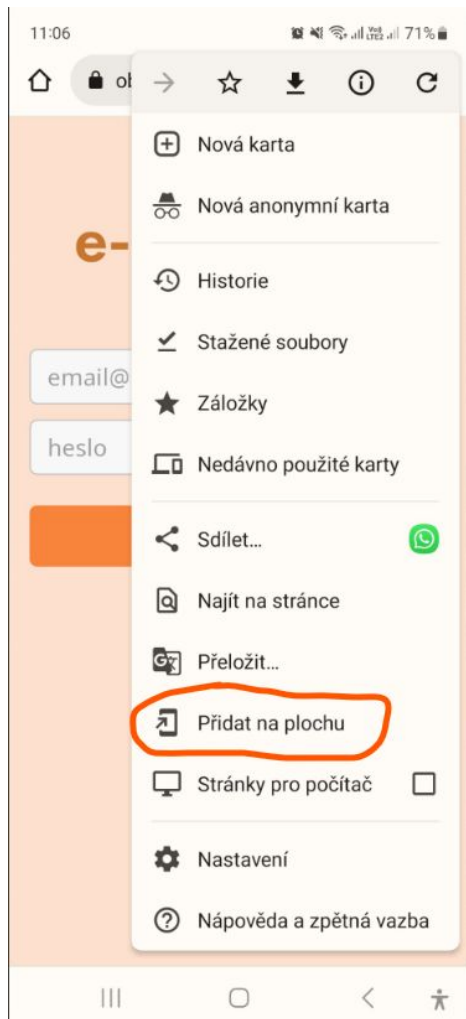 11:06
71%
ob
Nová karta
Nová anonymní karta
e-
Historie
Stažené soubory
email@
Záložky
heslo
Nedávno použité karty
Sdílet...
Najít na stránce
Přeložit...
Přidat na plochu
Stránky pro počítač
Nastavení
Nápověda a zpětná vazba